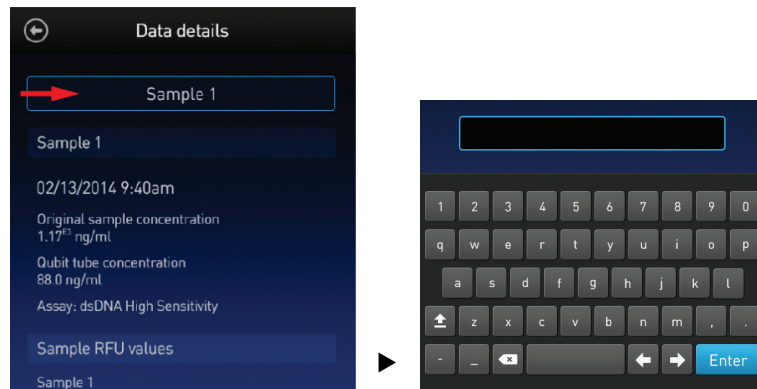 Data details
Sample 1
Sample 1
02/13/2014 9:40am
Original sample concentration
1.17E3 ng/ml
Qubit tube concentration
88.0 ng/ml
Assay: dsDNA High Sensitivity
Sample RFU values
Sample 1
1 2 3 4 5 6 7 8 9 0
q w e r t y u i o p
a s d f g h j k l
z x c v b n m , .
- _ Enter